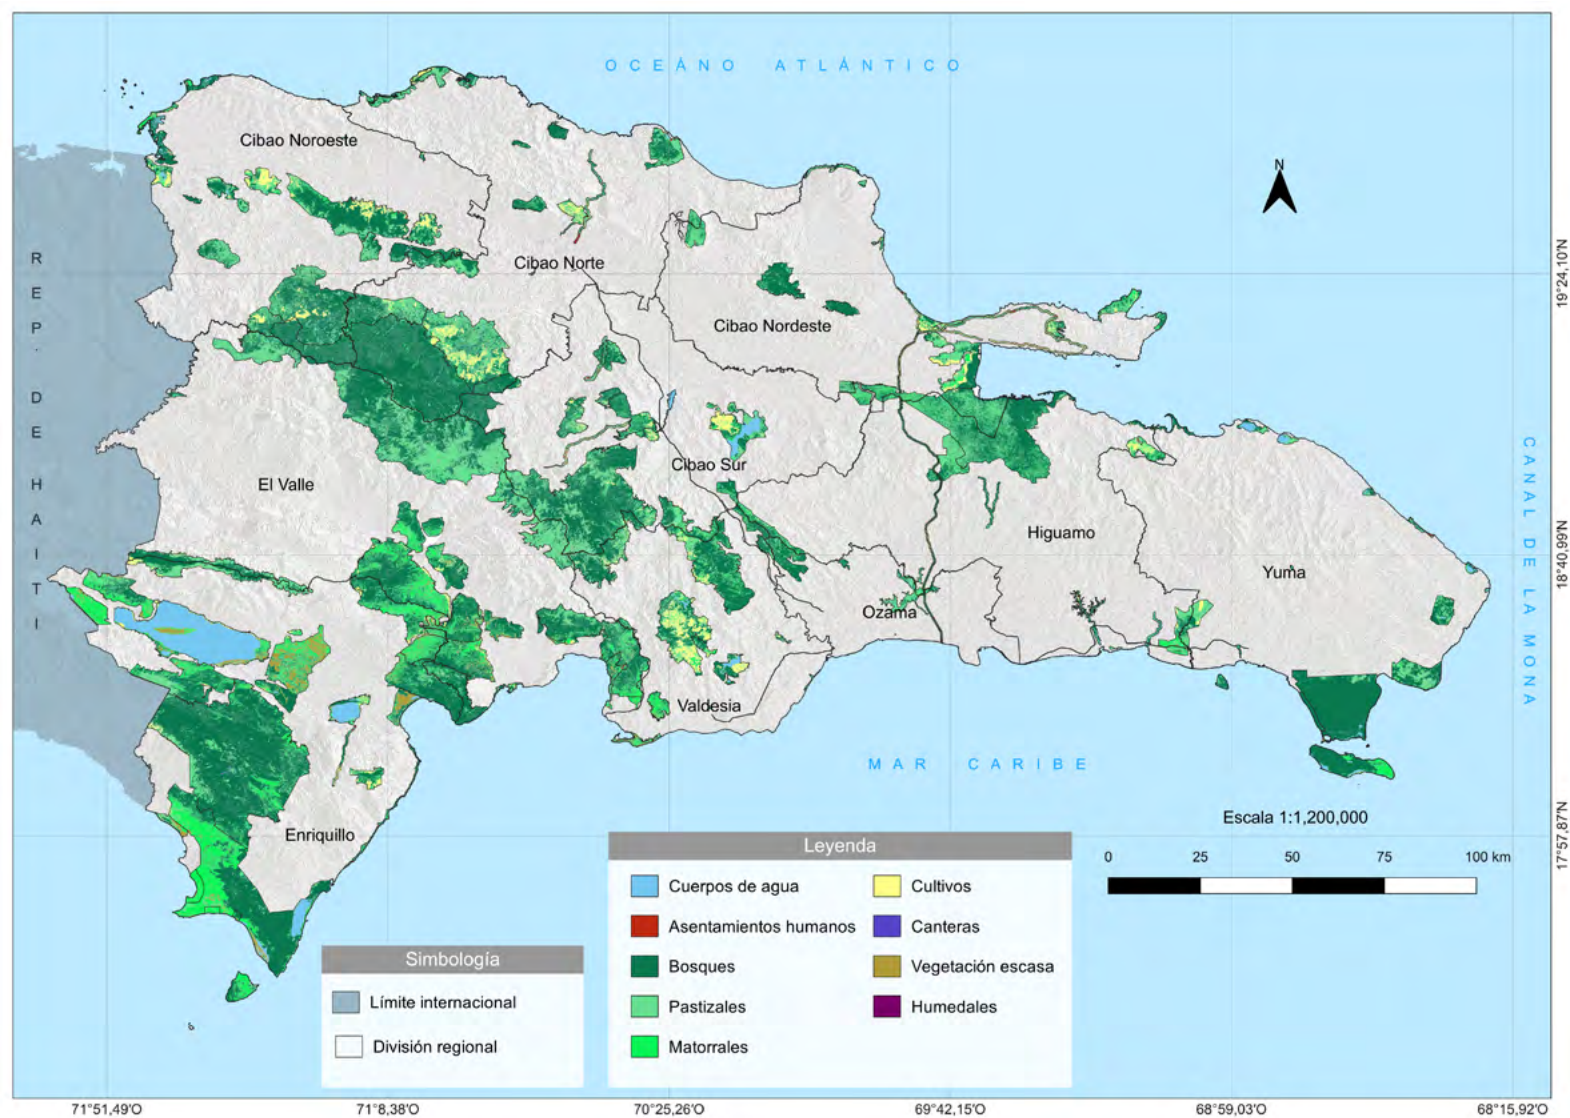 OCEÁNO ATLÁNTICO
Cibao Noroeste
N
REP. DE HAITI
Cibao Norte
19°24,10'N
Cibao Nordeste
El Valle
Cibao Sur
CANAL DE LA MONA
Higuamo
18°40,99'N
Yuma
Ozama
Valdesia
MAR CARIBE
Enriquillo
Escala 1:1,200,000
17°57,87'N
0 25 50 75 100 km
Leyenda
Cuerpos de agua
Cultivos
Asentamientos humanos
Canteras
Bosques
Vegetación escasa
Pastizales
Humedales
Matorrales
Simbología
Límite internacional
División regional
71°51,49'O 71°8,38'O 70°25,26'O 69°42,15'O 68°59,03'O 68°15,92'O